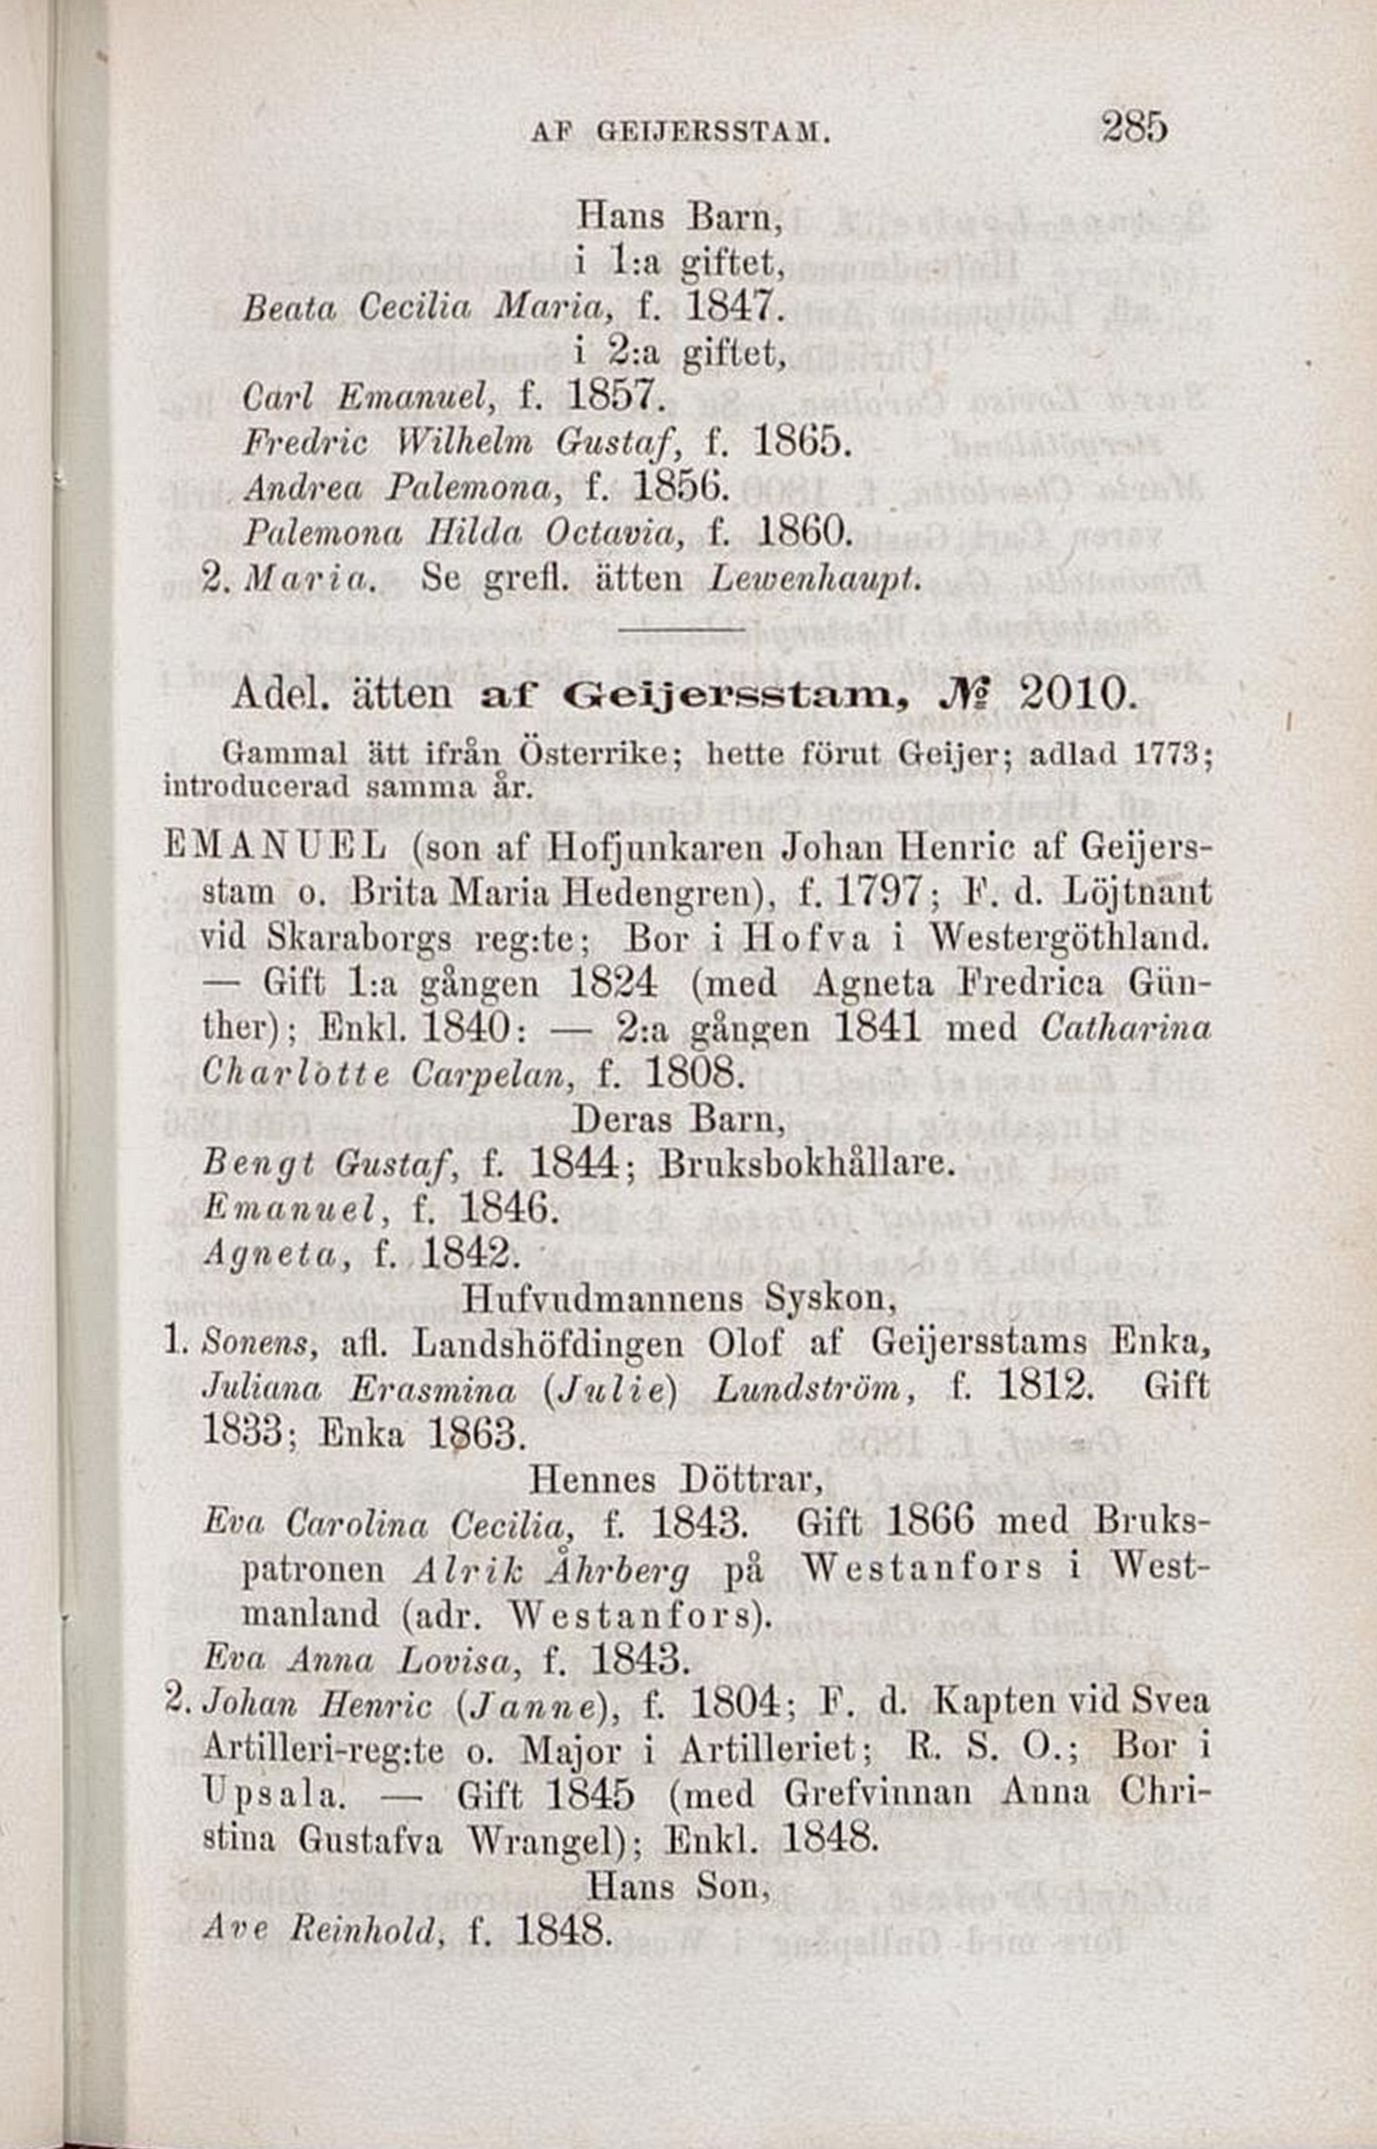 AF GEIJERSSTAM. 285
Hans Barn,
i 1:a giftet,
Beata Cecilia Maria, f. 1847.
i 2:a giftet,
Carl Emanuel, f. 1857.
Fredric Wilhelm Gustaf, f. 1865.
Andrea Palemona, f. 1856.
Palemona Hilda Octavia, f. 1860.
2. Maria. Se grefl. ätten Lewenhaupt.
Adel. ätten af Geijersstam, № 2010.
Gammal ätt ifrån Österrike; hette förut Geijer; adlad 1773;
introducerad samma år.
EMANUEL (son af Hofjunkaren Johan Henric af Geijers-
stam o. Brita Maria Hedengren), f. 1797; F. d. Löjtnant
vid Skaraborgs reg:te; Bor i Hofva i Westergöthland.
— Gift 1:a gången 1824 (med Agneta Fredrica Gün-
ther); Enkl. 1840: — 2:a gången 1841 med Catharina
Charlotte Carpelan, f. 1808.
Deras Barn,
Bengt Gustaf, f. 1844; Bruksbokhållare.
Emanuel, f. 1846.
Agneta, f. 1842.
Hufvudmannens Syskon,
1. Sonens, afl. Landshöfdingen Olof af Geijersstams Enka,
Juliana Erasmina (Julie) Lundström, f. 1812. Gift
1833; Enka 1863.
Hennes Döttrar,
Eva Carolina Cecilia, f. 1843. Gift 1866 med Bruks-
patronen Alrik Åhrberg på Westanfors i West-
manland (adr. Westanfors).
Eva Anna Lovisa, f. 1843.
2. Johan Henric (Janne), f. 1804; F. d. Kapten vid Svea
Artilleri-reg:te o. Major i Artilleriet; R. S. O.; Bor i
Upsala. — Gift 1845 (med Grefvinnan Anna Chri-
stina Gustafva Wrangel); Enkl. 1848.
Hans Son,
Ave Reinhold, f. 1848.